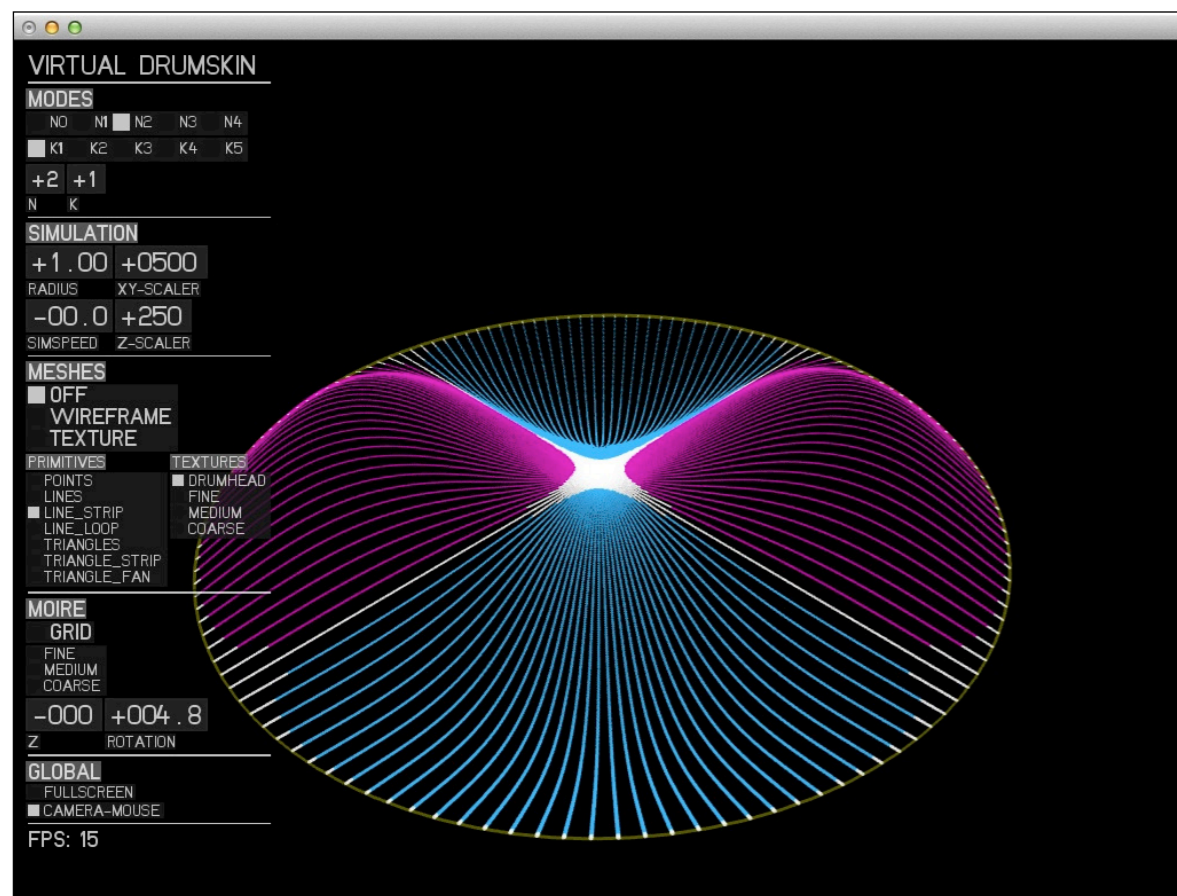 VIRTUAL DRUMSKIN
MODES
N0 N1 N2 N3 N4
K1 K2 K3 K4 K5
+2 +1
N K
SIMULATION
+1.00 +0500
RADIUS XY-SCALER
-00.0 +250
SIMSPEED Z-SCALER
MESHES
OFF
WIREFRAME
TEXTURE
PRIMITIVES
POINTS
LINES
LINE_STRIP
LINE_LOOP
TRIANGLES
TRIANGLE_STRIP
TRIANGLE_FAN
TEXTURES
DRUMHEAD
FINE
MEDIUM
COARSE
MOIRE
GRID
FINE
MEDIUM
COARSE
-000 +004.8
Z ROTATION
GLOBAL
FULLSCREEN
CAMERA-MOUSE
FPS: 15